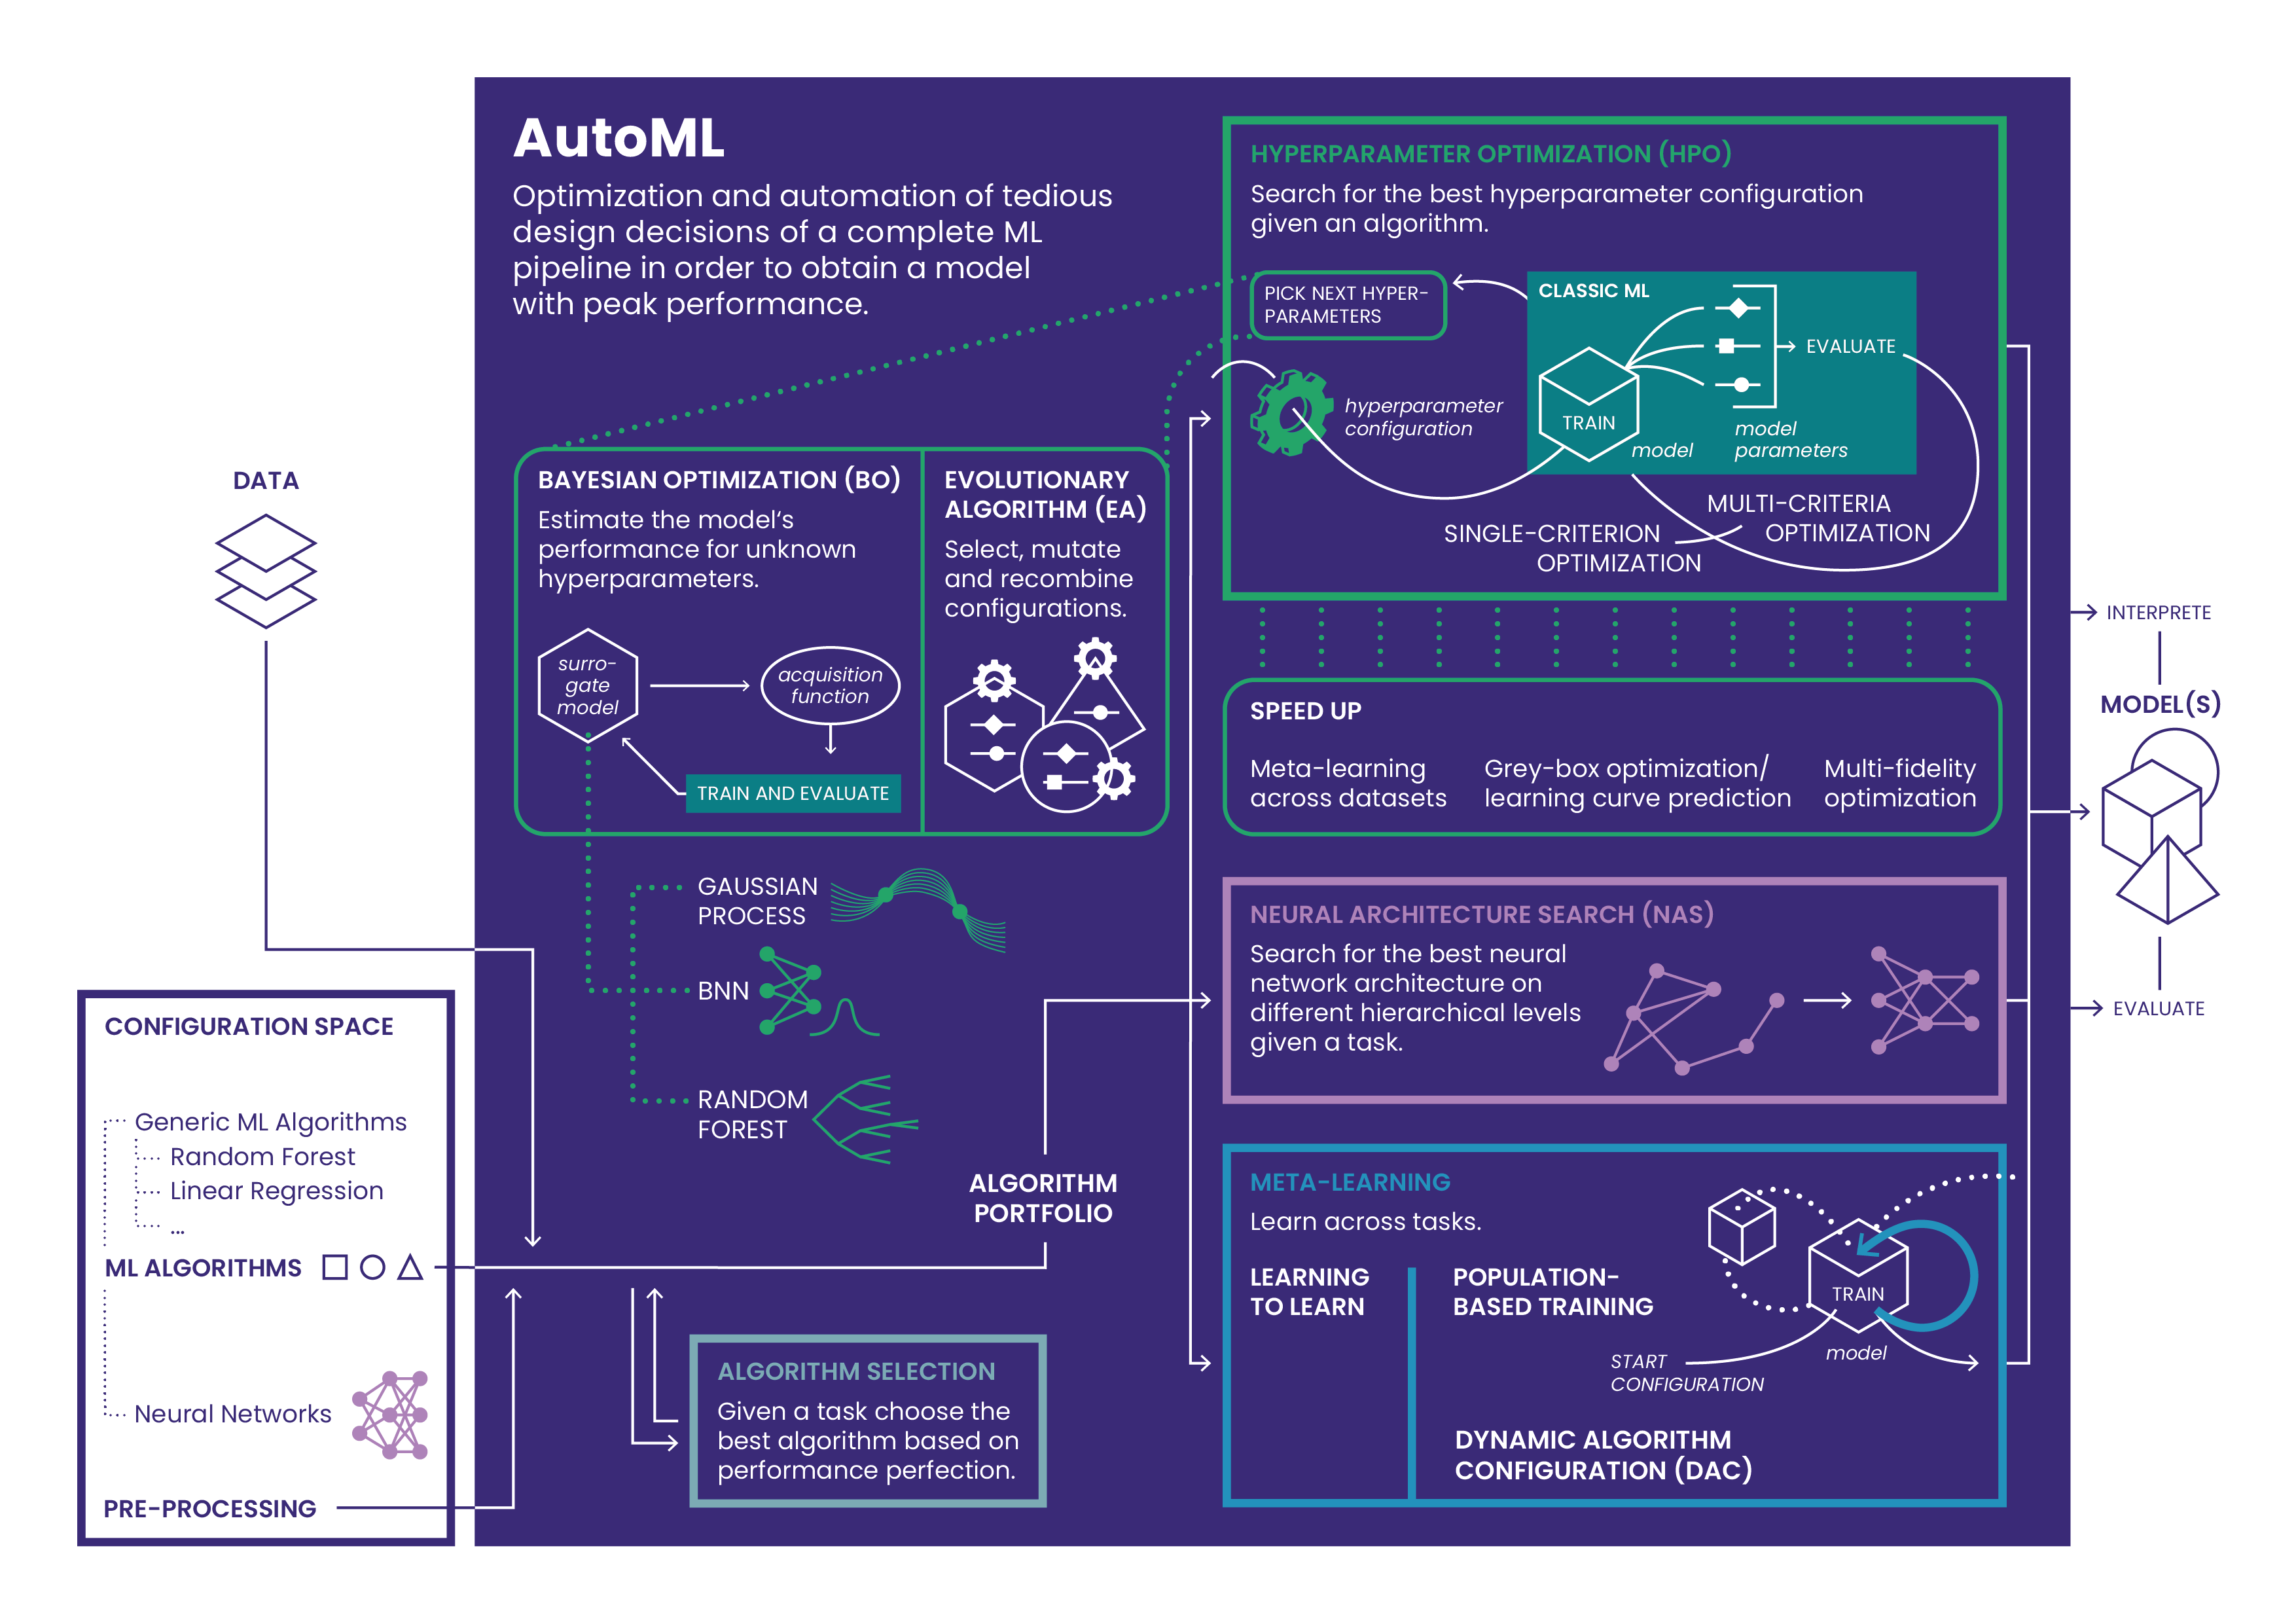 AutoML
Optimization and automation of tedious
design decisions of a complete ML
pipeline in order to obtain a model
with peak performance.
HYPERPARAMETER OPTIMIZATION (HPO)
Search for the best hyperparameter configuration
given an algorithm.
PICK NEXT HYPER-
PARAMETERS
CLASSIC ML
EVALUATE
TRAIN
model
model
parameters
hyperparameter
configuration
MULTI-CRITERIA
OPTIMIZATION
SINGLE-CRITERION
OPTIMIZATION
DATA
BAYESIAN OPTIMIZATION (BO)
Estimate the model‘s
performance for unknown
hyperparameters.
surro-
gate
model
acquisition
function
TRAIN AND EVALUATE
EVOLUTIONARY
ALGORITHM (EA)
Select, mutate
and recombine
configurations.
SPEED UP
Meta-learning
across datasets
Grey-box optimization/
learning curve prediction
Multi-fidelity
optimization
INTERPRETE
MODEL(S)
EVALUATE
GAUSSIAN
PROCESS
BNN
RANDOM
FOREST
NEURAL ARCHITECTURE SEARCH (NAS)
Search for the best neural
network architecture on
different hierarchical levels
given a task.
CONFIGURATION SPACE
Generic ML Algorithms
Random Forest
Linear Regression
...
ML ALGORITHMS
Neural Networks
PRE-PROCESSING
ALGORITHM
PORTFOLIO
ALGORITHM SELECTION
Given a task choose the
best algorithm based on
performance perfection.
META-LEARNING
Learn across tasks.
LEARNING
TO LEARN
POPULATION-
BASED TRAINING
TRAIN
model
START
CONFIGURATION
DYNAMIC ALGORITHM
CONFIGURATION (DAC)